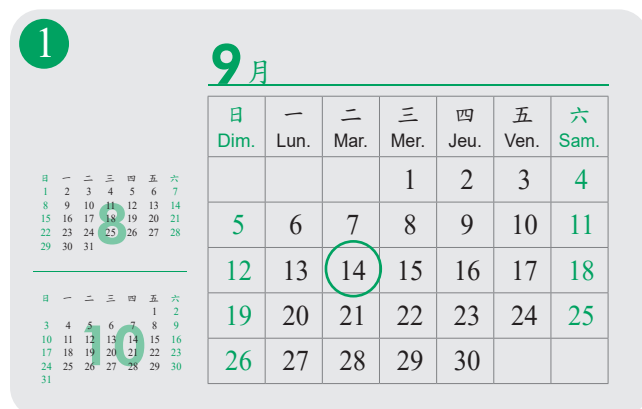 1
9月
日 一 二 三 四 五 六
Dim. Lun. Mar. Mer. Jeu. Ven. Sam.
1 2 3 4
5 6 7 8 9 10 11
12 13 14 15 16 17 18
19 20 21 22 23 24 25
26 27 28 29 30
8
日 一 二 三 四 五 六
1 2 3 4 5 6 7
8 9 10 11 12 13 14
15 16 17 18 19 20 21
22 23 24 25 26 27 28
29 30 31
10
日 一 二 三 四 五 六
1 2
3 4 5 6 7 8 9
10 11 12 13 14 15 16
17 18 19 20 21 22 23
24 25 26 27 28 29 30
31